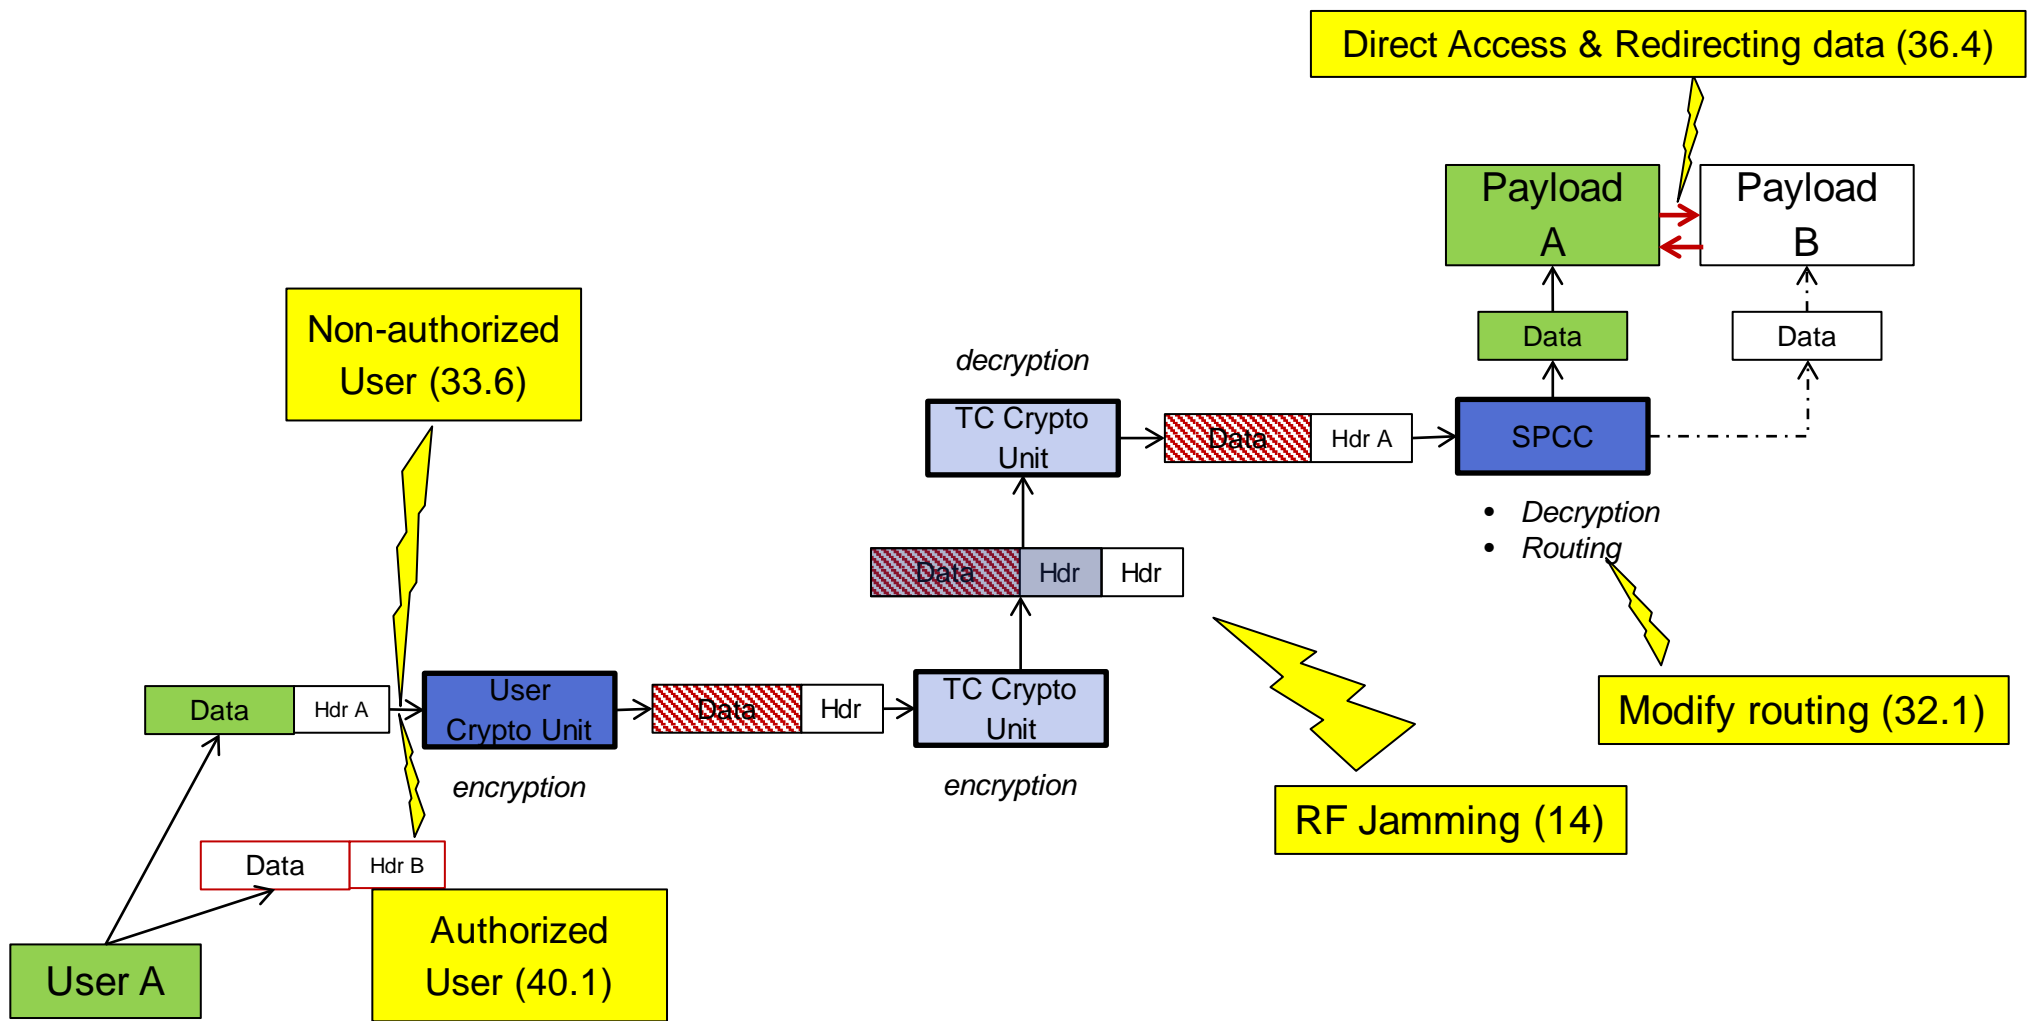 Direct Access & Redirecting data (36.4)
Payload
A
Payload
B
Data
Data
Non-authorized
User (33.6)
decryption
TC Crypto
Unit
Data
Hdr A
SPCC
• Decryption
• Routing
Data
Hdr
Hdr
Data
Hdr A
User
Crypto Unit
Data
Hdr
TC Crypto
Unit
Modify routing (32.1)
encryption
encryption
RF Jamming (14)
Data
Hdr B
Authorized
User (40.1)
User A